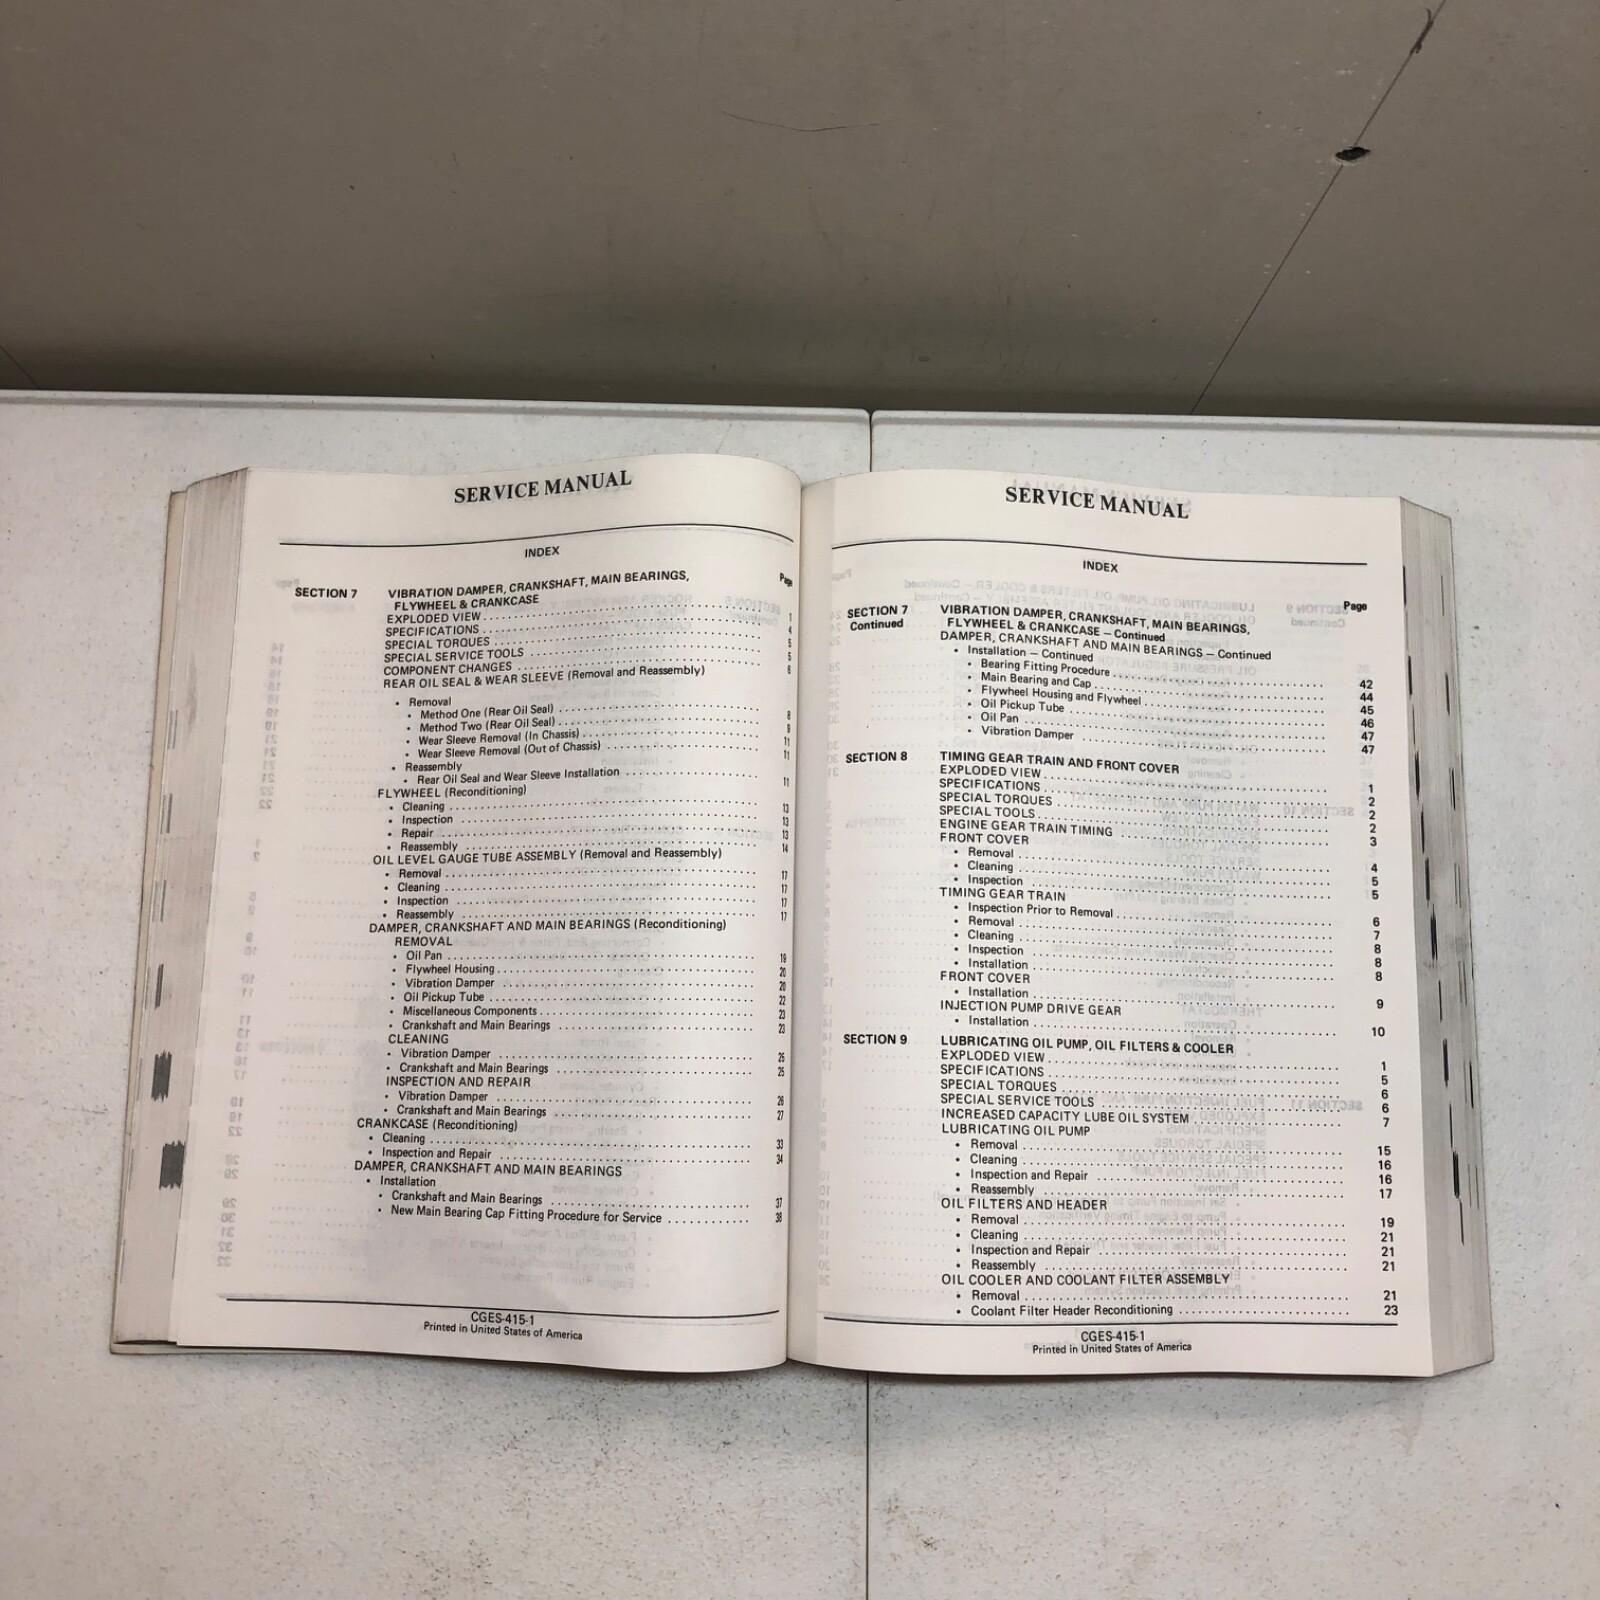 SERVICE MANUAL
INDEX
Page
SECTION 7 VIBRATION DAMPER, CRANKSHAFT, MAIN BEARINGS,
FLYWHEEL & CRANKCASE
EXPLODED VIEW 1
SPECIFICATIONS 4
SPECIAL TORQUES 5
SPECIAL SERVICE TOOLS 5
COMPONENT CHANGES 6
REAR OIL SEAL & WEAR SLEEVE (Removal and Reassembly)
• Removal
• Method One (Rear Oil Seal) 8
• Method Two (Rear Oil Seal) 9
• Wear Sleeve Removal (In Chassis) 11
• Wear Sleeve Removal (Out of Chassis) 11
• Reassembly
• Rear Oil Seal and Wear Sleeve Installation 11
FLYWHEEL (Reconditioning)
• Cleaning 13
• Inspection 13
• Repair 13
• Reassembly 14
OIL LEVEL GAUGE TUBE ASSEMBLY (Removal and Reassembly)
• Removal 17
• Cleaning 17
• Inspection 17
• Reassembly 17
DAMPER, CRANKSHAFT AND MAIN BEARINGS (Reconditioning)
REMOVAL
• Oil Pan 19
• Flywheel Housing 20
• Vibration Damper 20
• Oil Pickup Tube 22
• Miscellaneous Components 23
• Crankshaft and Main Bearings 23
CLEANING
• Vibration Damper 25
• Crankshaft and Main Bearings 25
INSPECTION AND REPAIR
• Vibration Damper 26
• Crankshaft and Main Bearings 27
CRANKCASE (Reconditioning)
• Cleaning 33
• Inspection and Repair 34
DAMPER, CRANKSHAFT AND MAIN BEARINGS
• Installation
• Crankshaft and Main Bearings 37
• New Main Bearing Cap Fitting Procedure for Service 38
CGES-415-1
Printed in United States of America
SERVICE MANUAL
INDEX
Page
SECTION 7 VIBRATION DAMPER, CRANKSHAFT, MAIN BEARINGS,
Continued FLYWHEEL & CRANKCASE — Continued
DAMPER, CRANKSHAFT AND MAIN BEARINGS — Continued
• Installation — Continued
• Bearing Fitting Procedure 42
• Main Bearing and Cap 44
• Flywheel Housing and Flywheel 45
• Oil Pickup Tube 46
• Oil Pan 47
• Vibration Damper 47
SECTION 8 TIMING GEAR TRAIN AND FRONT COVER
EXPLODED VIEW 1
SPECIFICATIONS 2
SPECIAL TORQUES 2
SPECIAL TOOLS 2
ENGINE GEAR TRAIN TIMING 3
FRONT COVER
• Removal 4
• Cleaning 5
• Inspection 5
TIMING GEAR TRAIN
• Inspection Prior to Removal 6
• Removal 7
• Cleaning 8
• Inspection 8
• Installation 8
FRONT COVER
• Installation 9
INJECTION PUMP DRIVE GEAR
• Installation 10
SECTION 9 LUBRICATING OIL PUMP, OIL FILTERS & COOLER
EXPLODED VIEW 1
SPECIFICATIONS 5
SPECIAL TORQUES 6
SPECIAL SERVICE TOOLS 6
INCREASED CAPACITY LUBE OIL SYSTEM 7
LUBRICATING OIL PUMP
• Removal 15
• Cleaning 16
• Inspection and Repair 16
• Reassembly 17
OIL FILTERS AND HEADER
• Removal 19
• Cleaning 21
• Inspection and Repair 21
• Reassembly 21
OIL COOLER AND COOLANT FILTER ASSEMBLY
• Removal 21
• Coolant Filter Header Reconditioning 23
CGES-415-1
Printed in United States of America